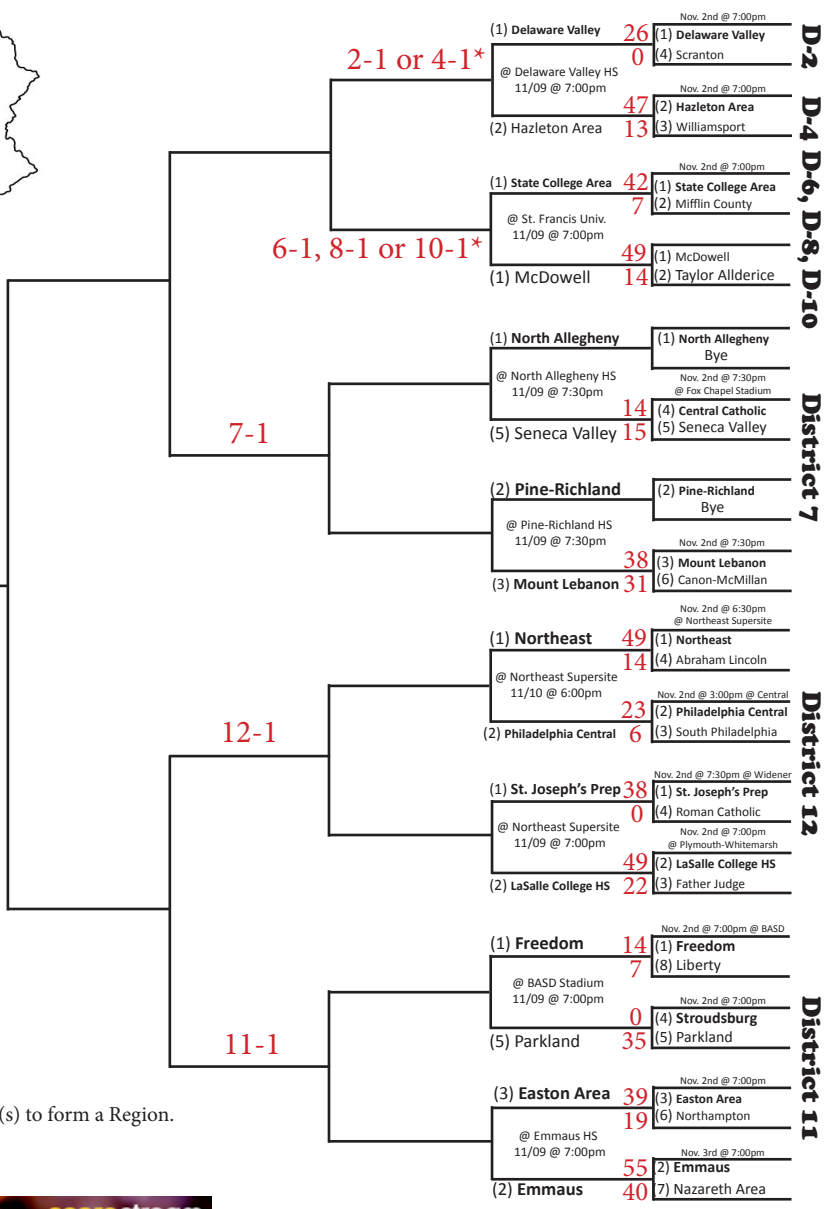 Nov. 2nd @ 7:00pm
(1) Delaware Valley 26 (1) Delaware Valley
0 (4) Scranton
2-1 or 4-1*
@ Delaware Valley HS
11/09 @ 7:00pm
Nov. 2nd @ 7:00pm
47 (2) Hazleton Area
(2) Hazleton Area 13 (3) Williamsport
D-2
D-4 D-6, D-8, D-10
Nov. 2nd @ 7:00pm
(1) State College Area 42 (1) State College Area
7 (2) Mifflin County
@ St. Francis Univ.
11/09 @ 7:00pm
6-1, 8-1 or 10-1*
49 (1) McDowell
(1) McDowell 14 (2) Taylor Allderice
(1) North Allegheny (1) North Allegheny
Bye
@ North Allegheny HS
11/09 @ 7:30pm
Nov. 2nd @ 7:30pm
@ Fox Chapel Stadium
14 (4) Central Catholic
(5) Seneca Valley 15 (5) Seneca Valley
7-1
District 7
(2) Pine-Richland (2) Pine-Richland
Bye
@ Pine-Richland HS
11/09 @ 7:30pm
Nov. 2nd @ 7:30pm
38 (3) Mount Lebanon
(3) Mount Lebanon 31 (6) Canon-McMillan
Nov. 2nd @ 6:30pm
@ Northeast Supersite
(1) Northeast 49 (1) Northeast
14 (4) Abraham Lincoln
@ Northeast Supersite
11/10 @ 6:00pm
Nov. 2nd @ 3:00pm @ Central
23 (2) Philadelphia Central
(2) Philadelphia Central 6 (3) South Philadelphia
12-1
District 12
Nov. 2nd @ 7:30pm @ Widener
(1) St. Joseph's Prep 38 (1) St. Joseph's Prep
0 (4) Roman Catholic
@ Northeast Supersite
11/09 @ 7:00pm
Nov. 2nd @ 7:00pm
@ Plymouth-Whitemarsh
49 (2) LaSalle College HS
(2) LaSalle College HS 22 (3) Father Judge
Nov. 2nd @ 7:00pm @ BASD
(1) Freedom 14 (1) Freedom
7 (8) Liberty
@ BASD Stadium
11/09 @ 7:00pm
Nov. 2nd @ 7:00pm
0 (4) Stroudsburg
(5) Parkland 35 (5) Parkland
11-1
District 11
Nov. 2nd @ 7:00pm
(3) Easton Area 39 (3) Easton Area
19 (6) Northampton
(s) to form a Region.
@ Emmaus HS
11/09 @ 7:00pm
Nov. 3rd @ 7:00pm
55 (2) Emmaus
(2) Emmaus 40 (7) Nazareth Area